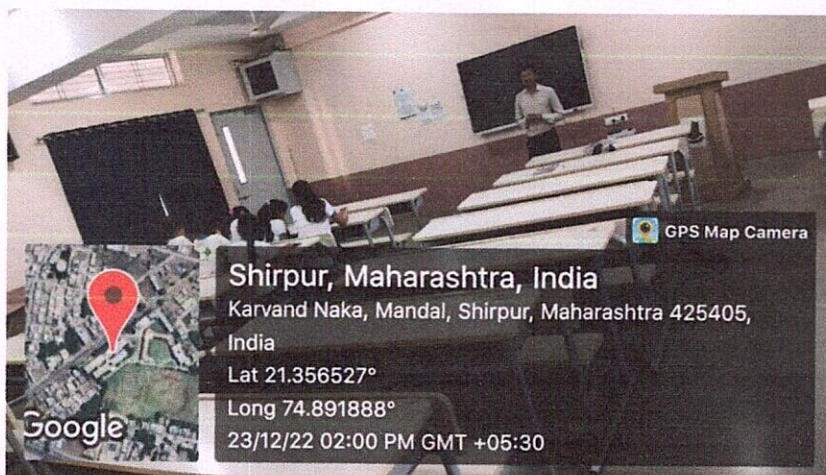 GPS Map Camera
Shirpur, Maharashtra, India
Karvand Naka, Mandal, Shirpur, Maharashtra 425405,
India
Lat 21.356527°
Long 74.891888°
23/12/22 02:00 PM GMT +05:30
Google